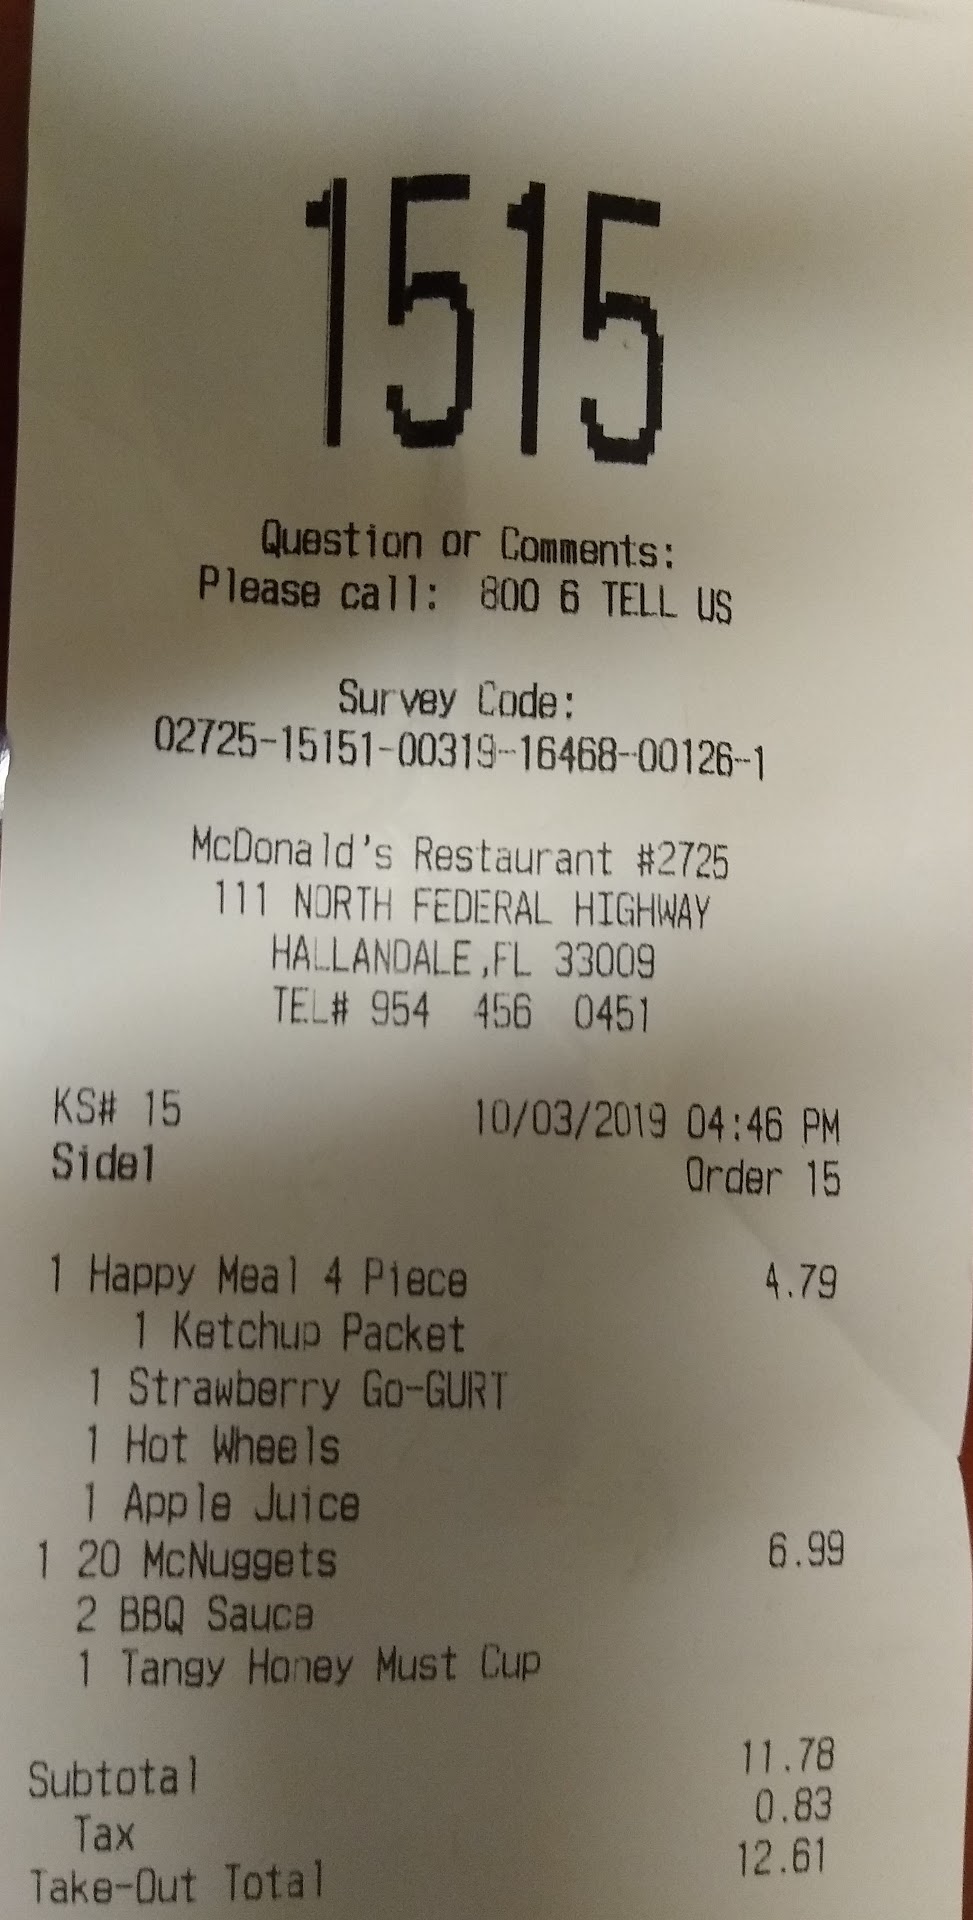 1515
Question or Comments:
Please call: 800 6 TELL US
Survey Code:
02725-15151-00319-16468-00126-1
McDonald's Restaurant #2725
111 NORTH FEDERAL HIGHWAY
HALLANDALE,FL 33009
TEL# 954 456 0451
KS# 15 10/03/2019 04:46 PM
Side1 Order 15
1 Happy Meal 4 Piece 4.79
1 Ketchup Packet
1 Strawberry Go-GURT
1 Hot Wheels
1 Apple Juice
1 20 McNuggets 6.99
2 BBQ Sauce
1 Tangy Honey Must Cup
Subtotal 11.78
Tax 0.83
Take-Out Total 12.61